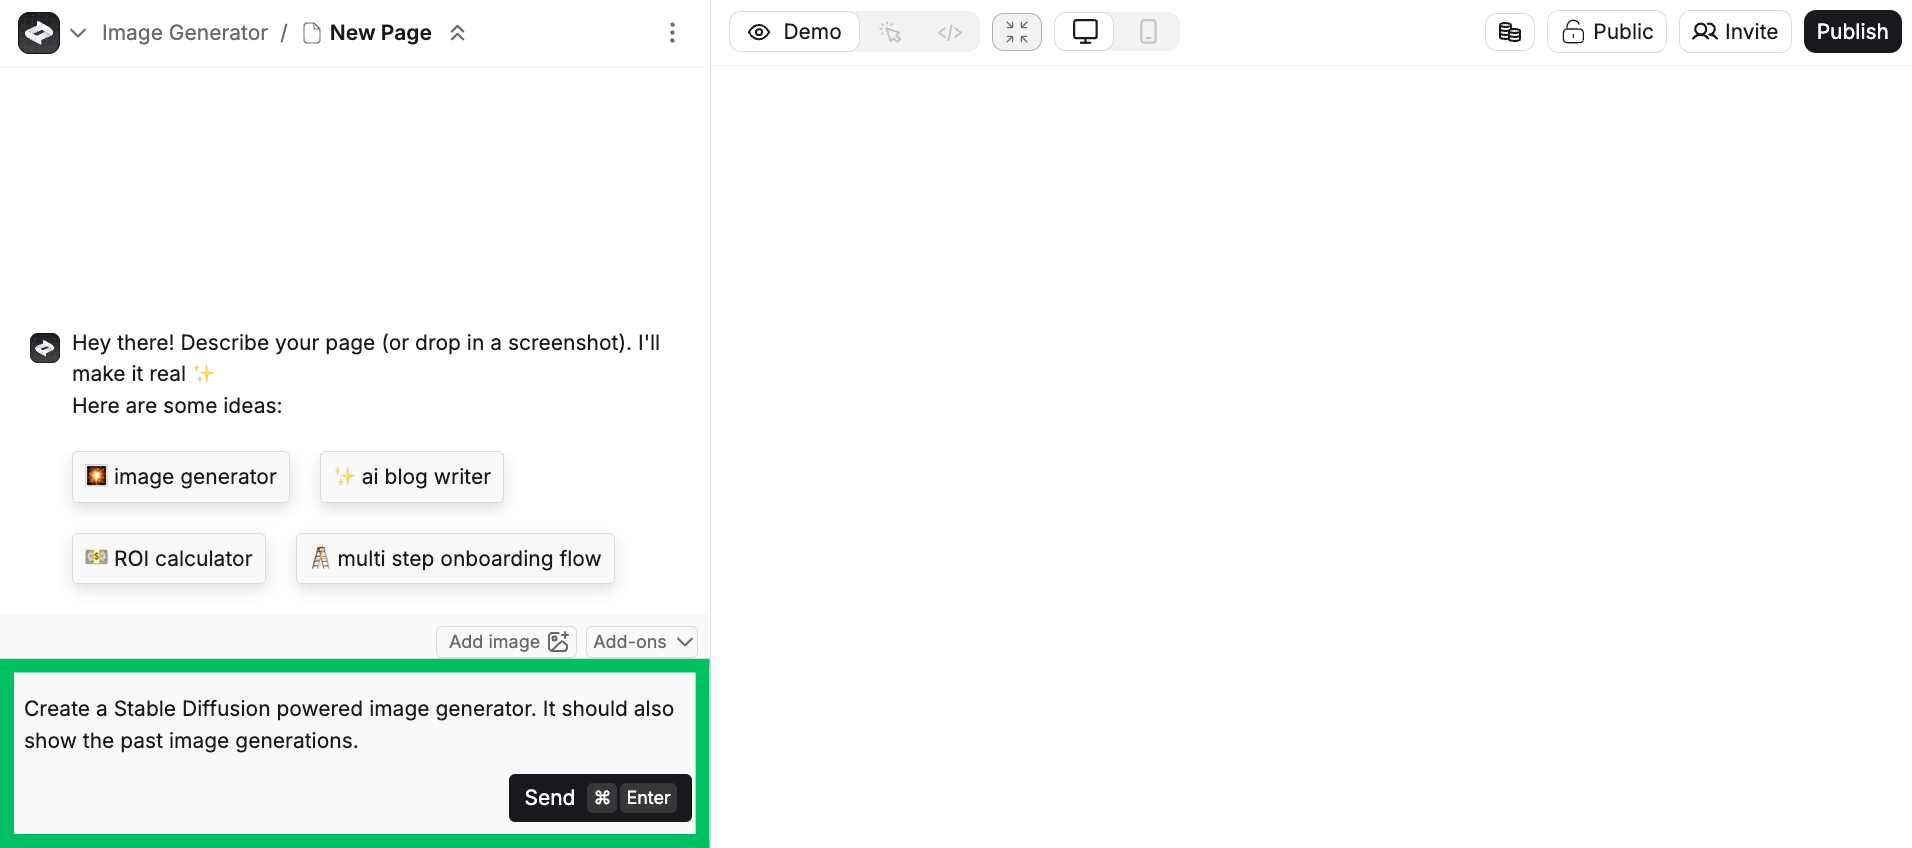 Image Generator / New Page
Demo
Public
Invite
Publish
Hey there! Describe your page (or drop in a screenshot). I'll
make it real ✨
Here are some ideas:
image generator
✨ ai blog writer
ROI calculator
multi step onboarding flow
Add image
Add-ons
Create a Stable Diffusion powered image generator. It should also
show the past image generations.
Send ⌘ Enter